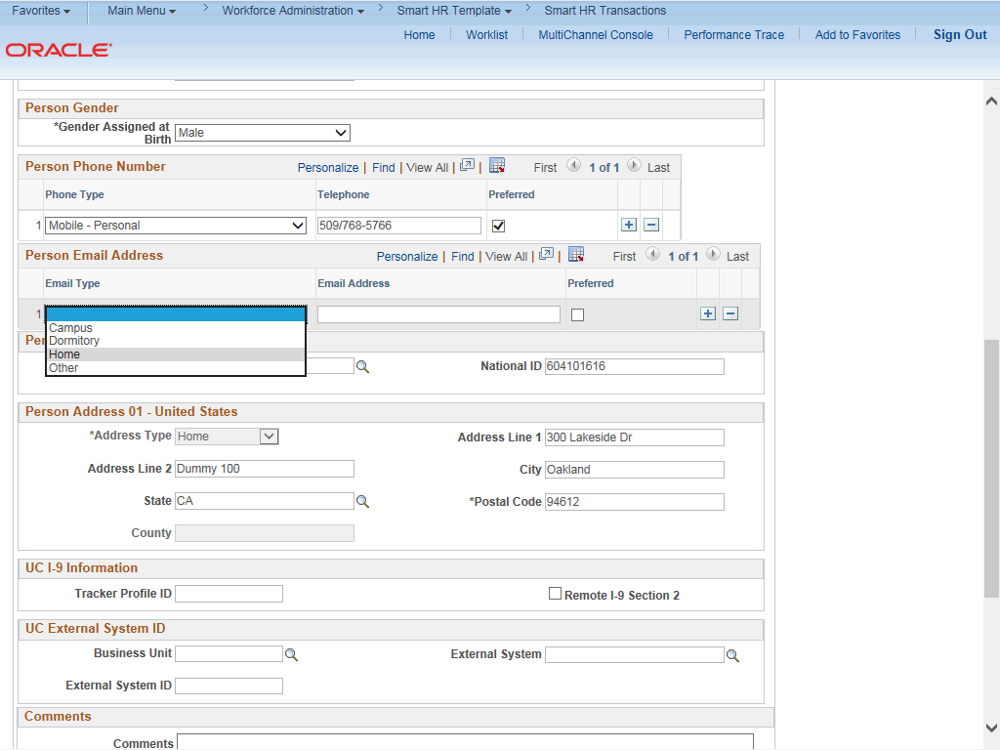 Favorites Main Menu > Workforce Administration > Smart HR Template > Smart HR Transactions
Home Worklist MultiChannel Console Performance Trace Add to Favorites Sign Out
ORACLE
Person Gender
*Gender Assigned at Birth Male
Person Phone Number Personalize | Find | View All | | First 1 of 1 Last
Phone Type Telephone Preferred
1 Mobile - Personal 509/768-5766
Person Email Address Personalize | Find | View All | | First 1 of 1 Last
Email Type Email Address Preferred
1
Campus
Dormitory
Home
Other
Per
National ID 604101616
Person Address 01 - United States
*Address Type Home Address Line 1 300 Lakeside Dr
Address Line 2 Dummy 100 City Oakland
State CA *Postal Code 94612
County
UC I-9 Information
Tracker Profile ID Remote I-9 Section 2
UC External System ID
Business Unit External System
External System ID
Comments
Comments